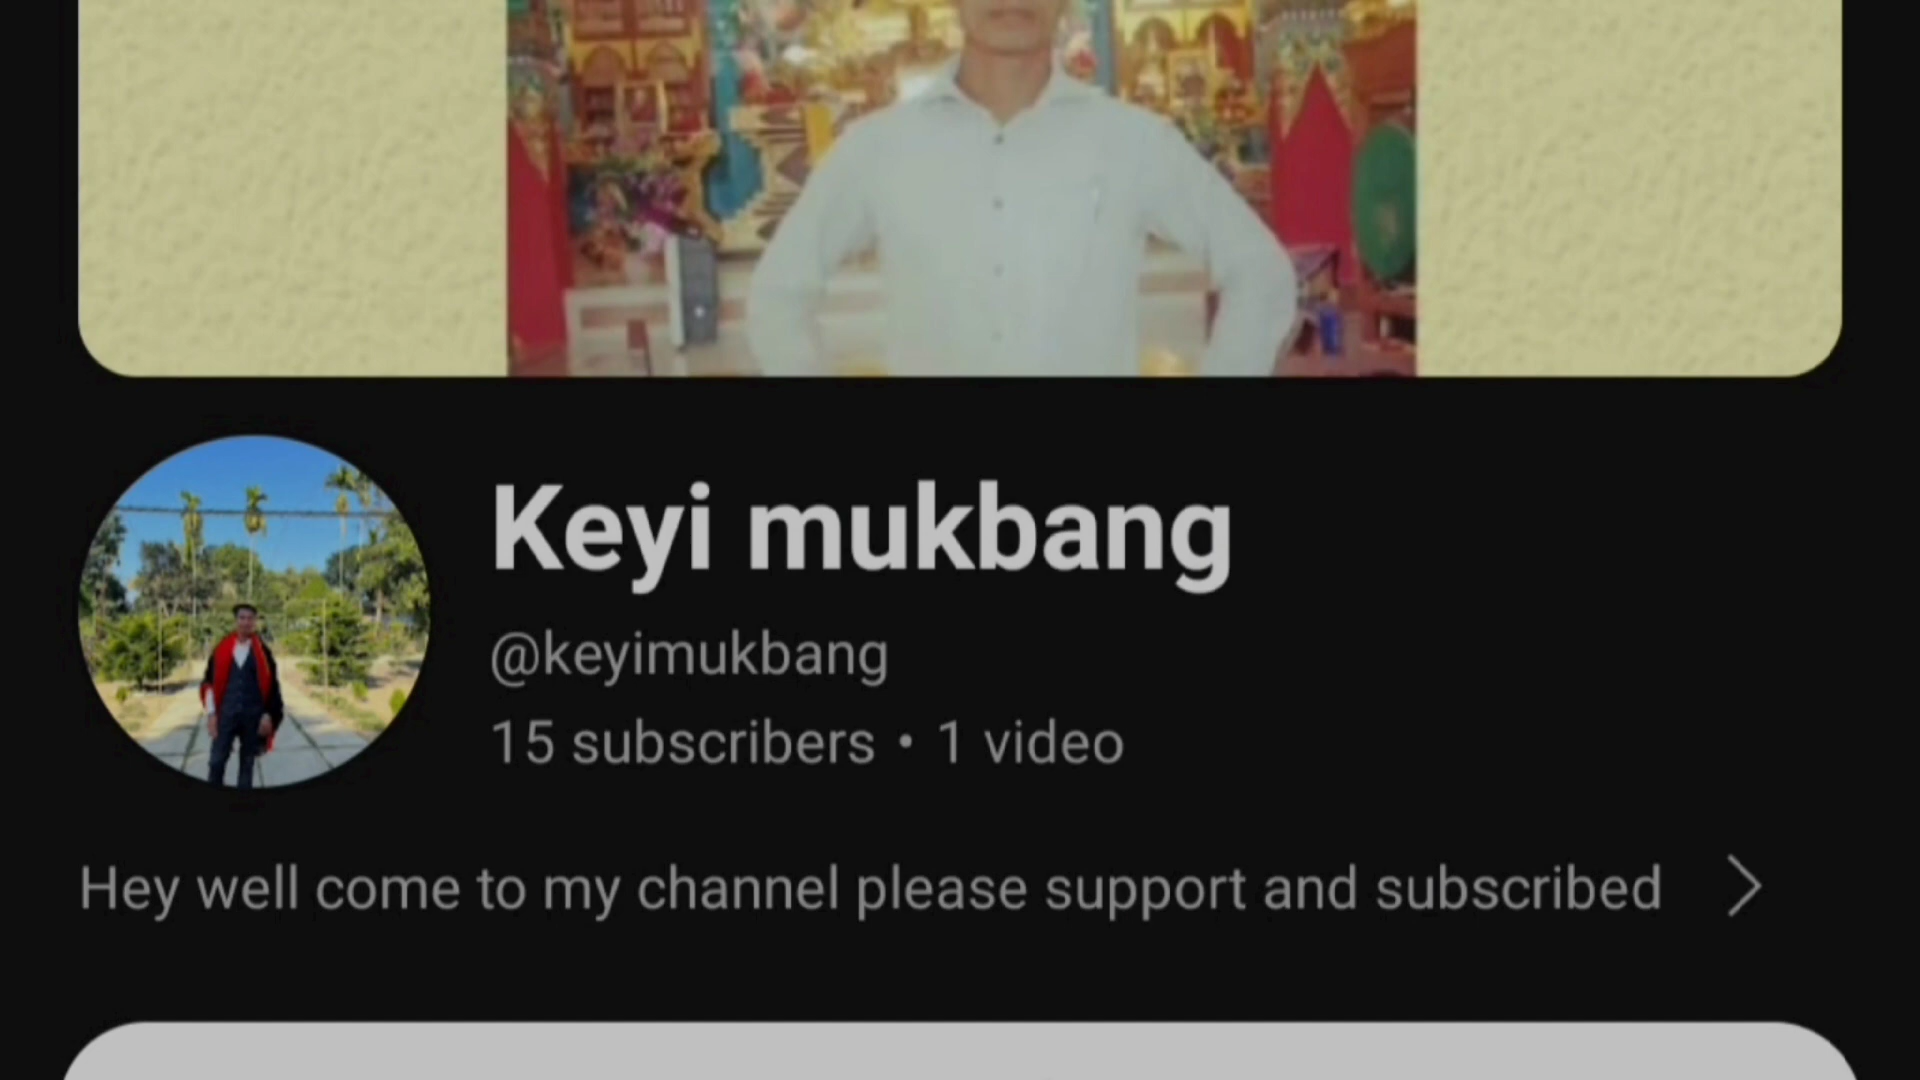 Keyi mukbang
@keyimukbang
15 subscribers • 1 video
Hey well come to my channel please support and subscribed